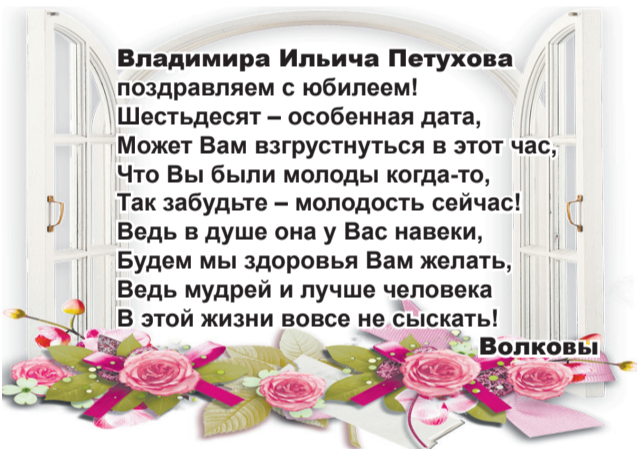 Владимира Ильича Петухова
поздравляем с юбилеем!
Шестьдесят – особенная дата,
Может Вам взгрустнуться в этот час,
Что Вы были молоды когда-то,
Так забудьте – молодость сейчас!
Ведь в душе она у Вас навеки,
Будем мы здоровья Вам желать,
Ведь мудрей и лучше человека
В этой жизни вовсе не сыскать!
Волковы